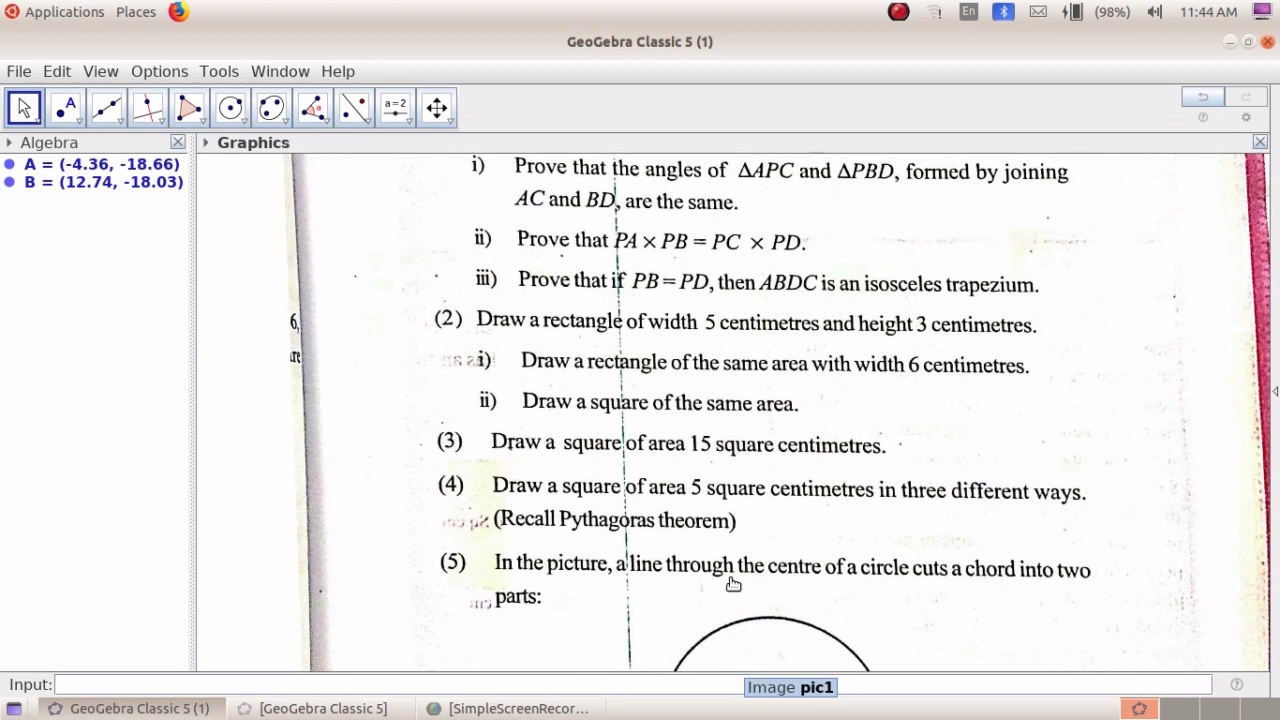 Applications Places En (98%) 11:44 AM
GeoGebra Classic 5 (1)
File Edit View Options Tools Window Help
A α a=2
Algebra Graphics
A = (-4.36, -18.66)
B = (12.74, -18.03)
i) Prove that the angles of ΔAPC and ΔPBD, formed by joining
AC and BD, are the same.
ii) Prove that PA × PB = PC × PD.
iii) Prove that if PB = PD, then ABDC is an isosceles trapezium.
6,
(2) Draw a rectangle of width 5 centimetres and height 3 centimetres.
i) Draw a rectangle of the same area with width 6 centimetres.
ii) Draw a square of the same area.
(3) Draw a square of area 15 square centimetres.
(4) Draw a square of area 5 square centimetres in three different ways.
(Recall Pythagoras theorem)
(5) In the picture, a line through the centre of a circle cuts a chord into two
parts:
Input:
Image pic1
GeoGebra Classic 5 (1) [GeoGebra Classic 5] [SimpleScreenRecor...